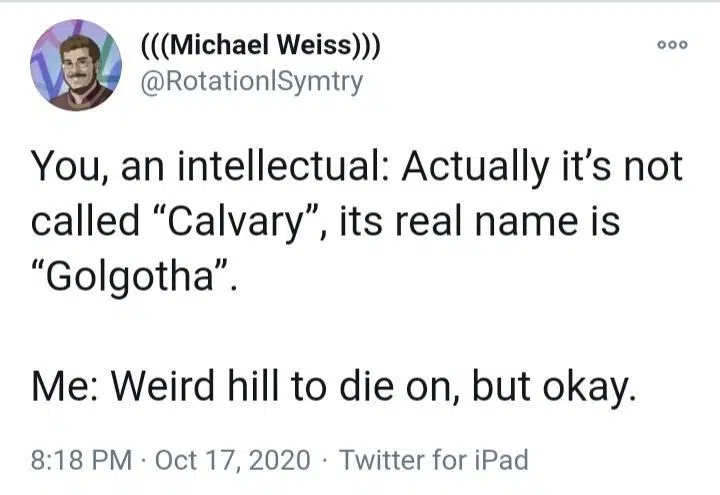 (((Michael Weiss)))
@RotationlSymtry
You, an intellectual: Actually it’s not
called “Calvary”, its real name is
“Golgotha”.
Me: Weird hill to die on, but okay.
8:18 PM · Oct 17, 2020 · Twitter for iPad